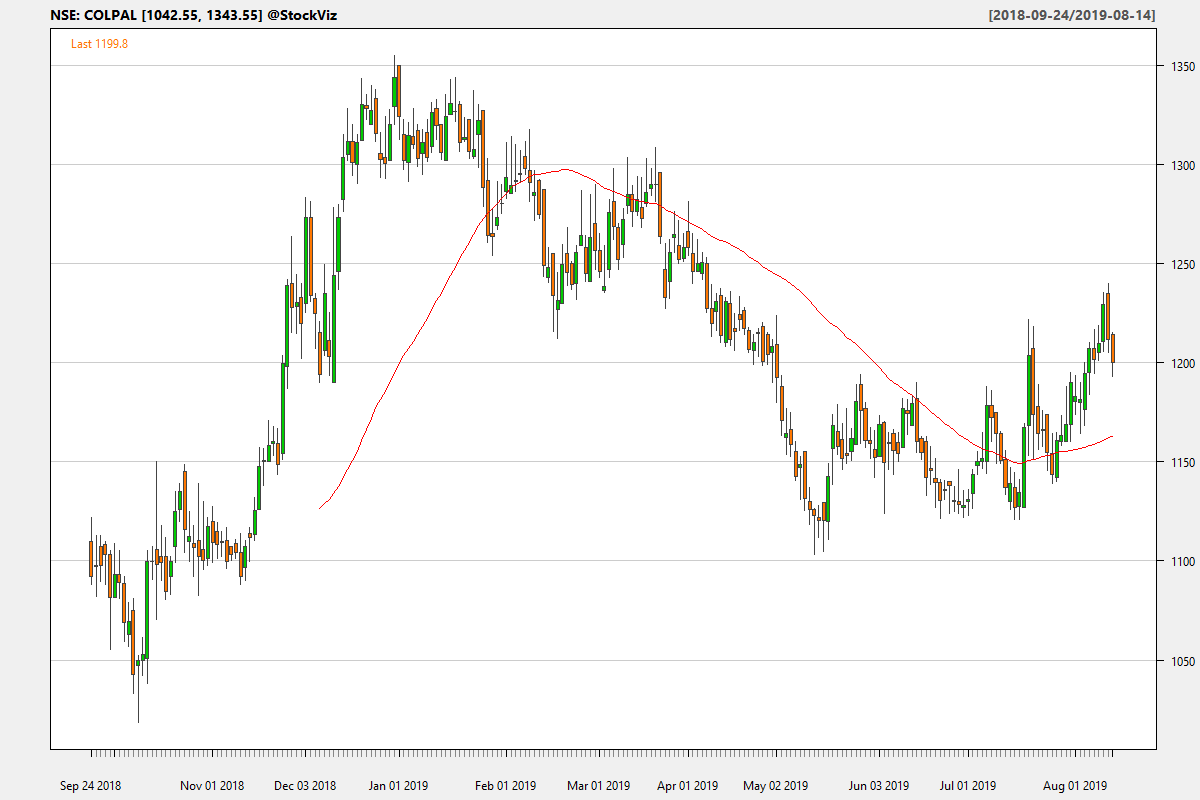 NSE: COLPAL [1042.55, 1343.55] @StockViz [2018-09-24/2019-08-14]
Last 1199.8
1350
1300
1250
1200
1150
1100
1050
Sep 24 2018 Nov 01 2018 Dec 03 2018 Jan 01 2019 Feb 01 2019 Mar 01 2019 Apr 01 2019 May 02 2019 Jun 03 2019 Jul 01 2019 Aug 01 2019